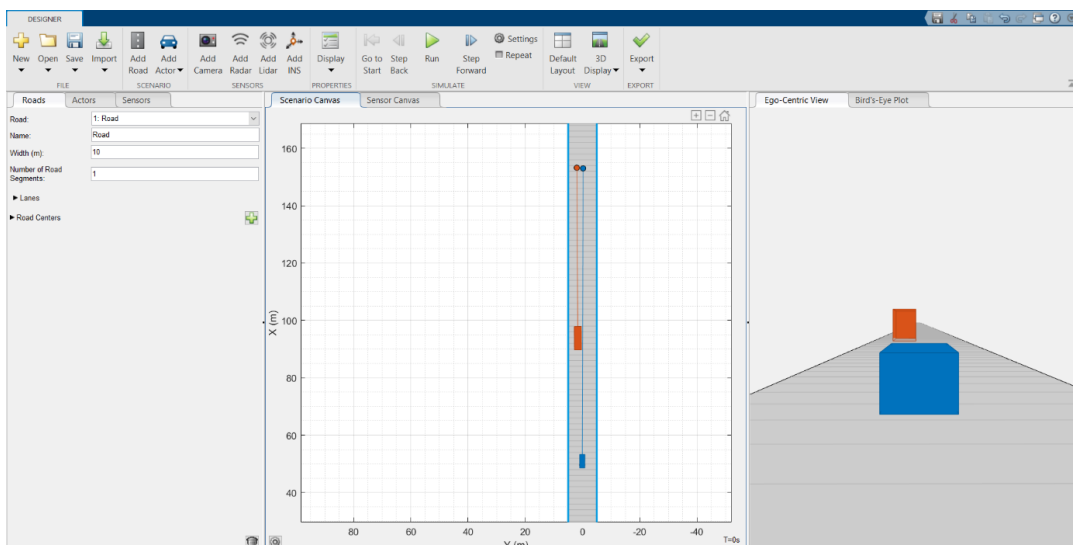 DESIGNER
New Open Save Import
Add Road Add Actor
Add Camera Add Radar Add Lidar Add INS
Display
Go to Start Step Back Run Step Forward
Settings
Repeat
Default Layout 3D Display
Export
FILE SCENARIO SENSORS PROPERTIES SIMULATE VIEW EXPORT
Roads Actors Sensors
Scenario Canvas Sensor Canvas
Ego-Centric View Bird's-Eye Plot
Road: 1: Road
Name: Road
Width (m): 10
Number of Road Segments: 1
Lanes
Road Centers
160
140
120
100
80
60
40
X (m)
80 60 40 20 0 -20 -40
Y (m)
T=0s